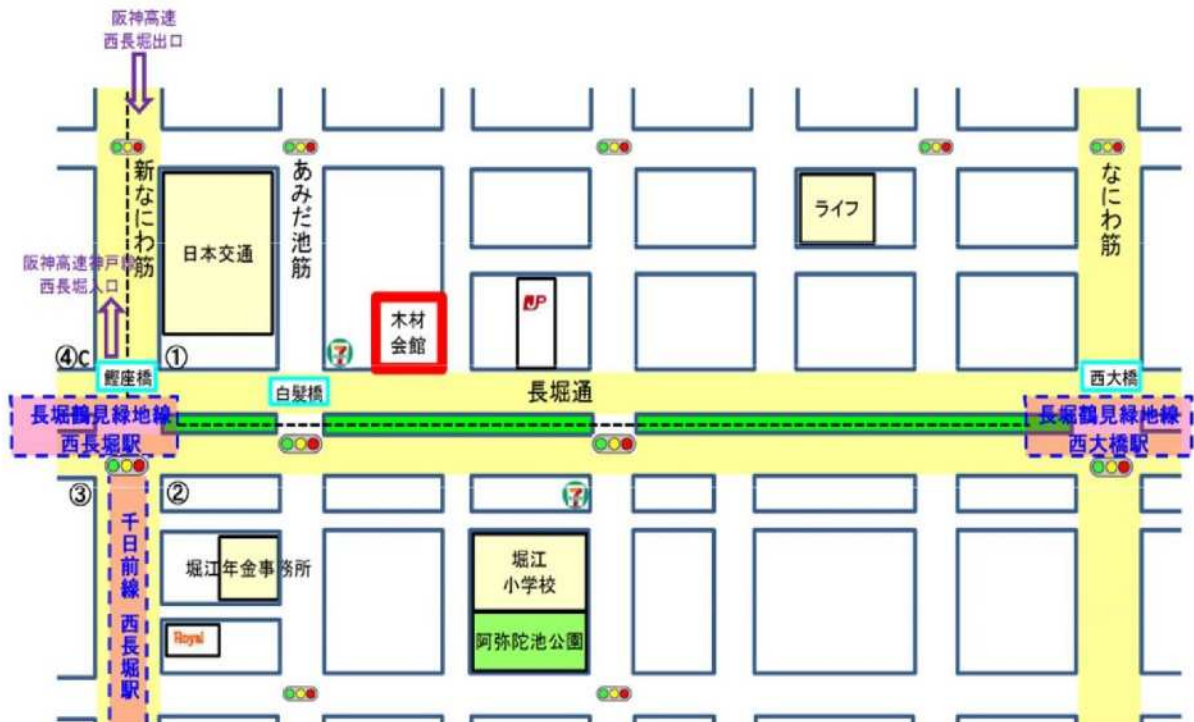 阪神高速
西長堀出口
新なにわ筋
あみだ池筋
なにわ筋
日本交通
ライフ
阪神高速神戸線
西長堀入口
木材
会館
JP
7
④C
①
鰹座橋
白髪橋
長堀通
西大橋
長堀鶴見緑地線
西長堀駅
長堀鶴見緑地線
西大橋駅
③
②
7
千日前線 西長堀駅
堀江年金事務所
堀江
小学校
Royal
阿弥陀池公園